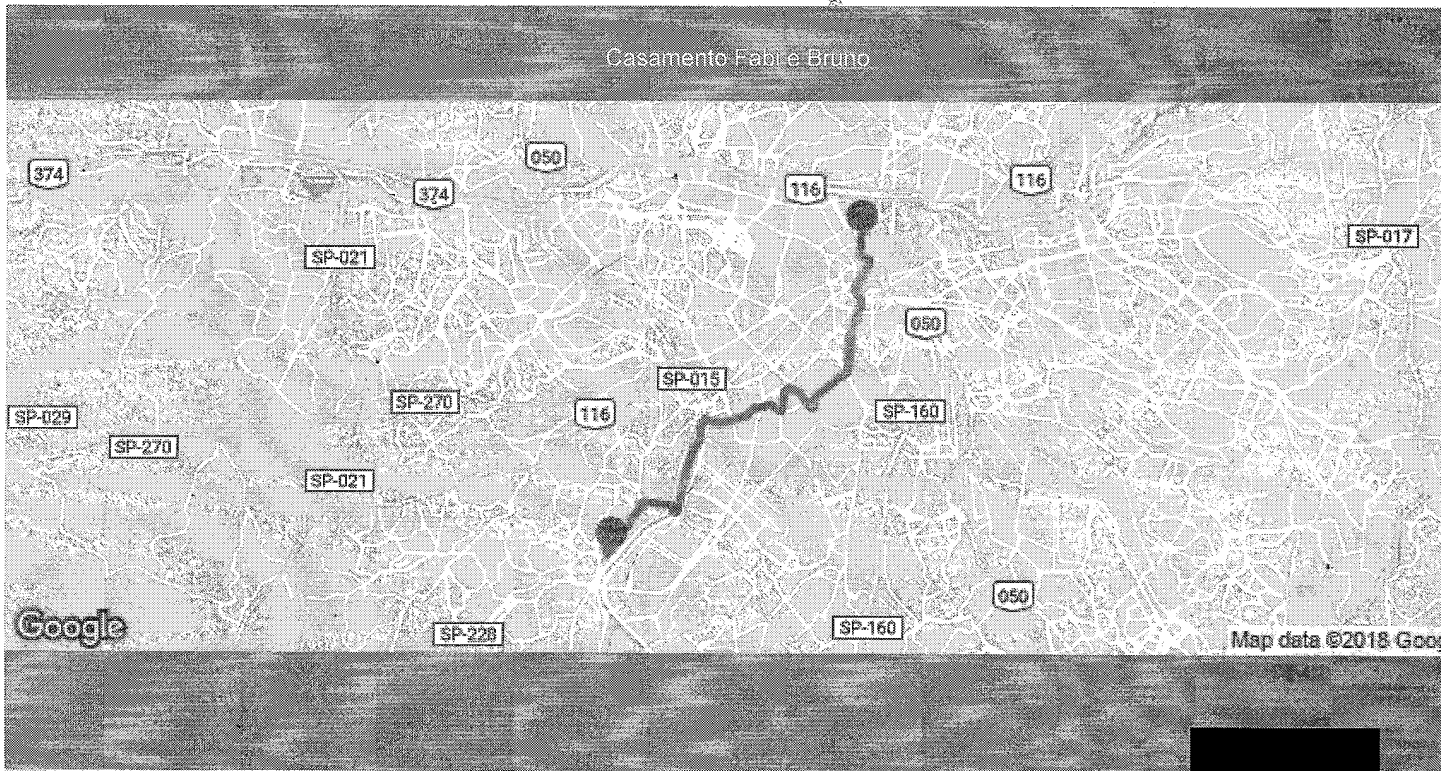 Casamento Fabi e Bruno
374
050
374
116
116
SP-021
SP-017
050
SP-015
SP-270
116
SP-029
SP-160
SP-270
SP-021
050
Google
SP-228
SP-160
Map data ©2018 Goog